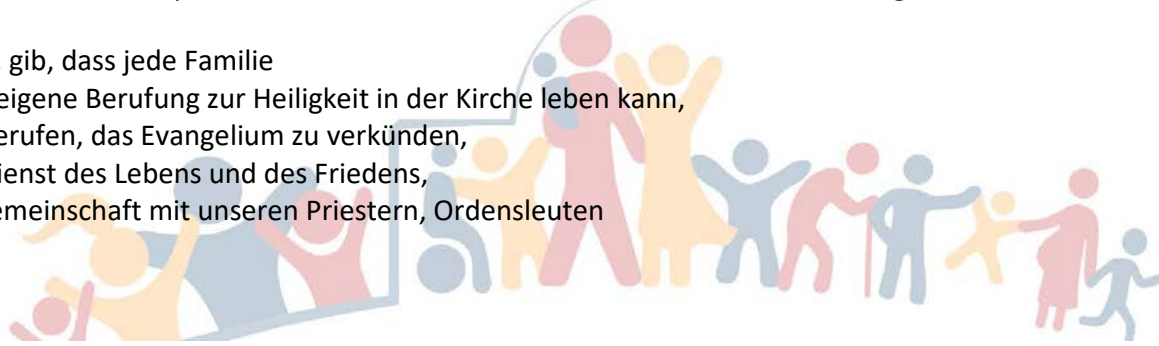 gib, dass jede Familie
eigene Berufung zur Heiligkeit in der Kirche leben kann,
erufen, das Evangelium zu verkünden,
ienst des Lebens und des Friedens,
emeinschaft mit unseren Priestern, Ordensleuten